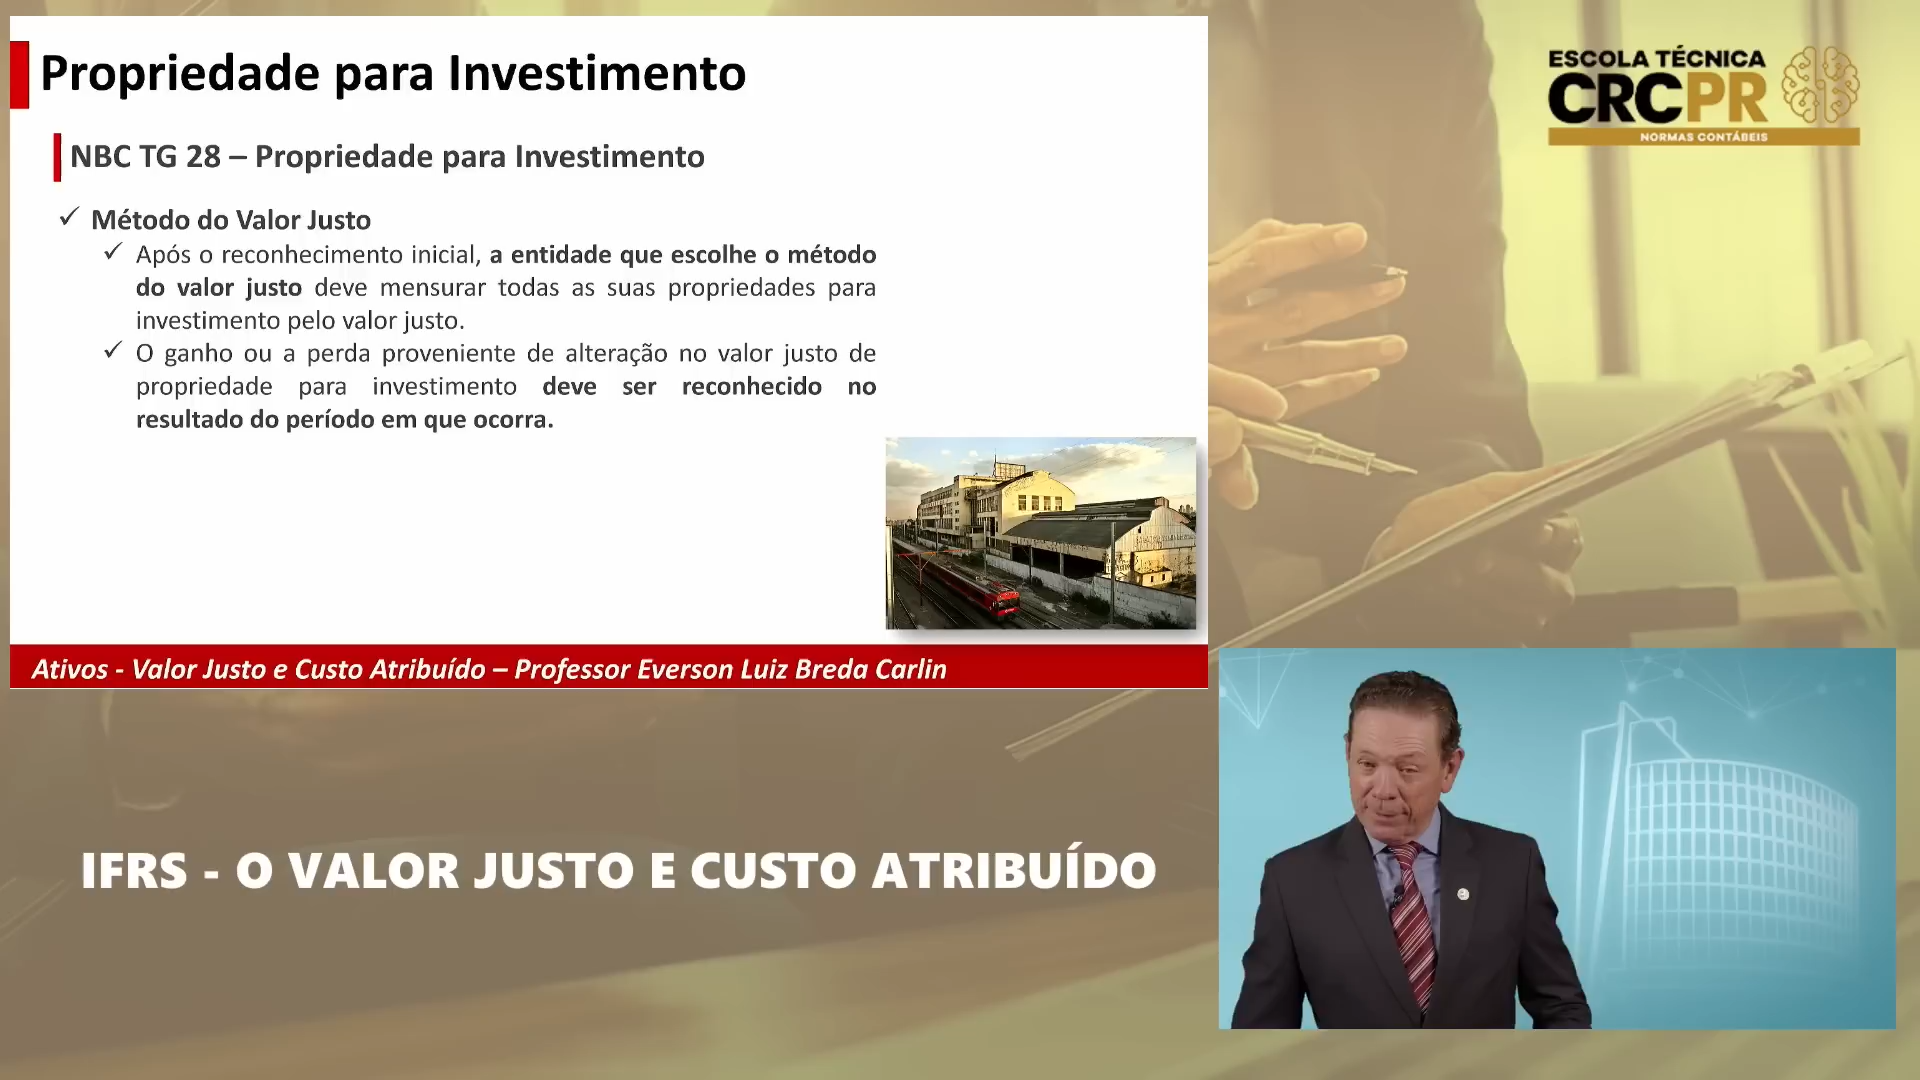 Propriedade para Investimento
NBC TG 28 – Propriedade para Investimento
✓ Método do Valor Justo
✓ Após o reconhecimento inicial, a entidade que escolhe o método
do valor justo deve mensurar todas as suas propriedades para
investimento pelo valor justo.
✓ O ganho ou a perda proveniente de alteração no valor justo de
propriedade para investimento deve ser reconhecido no
resultado do período em que ocorra.
Ativos - Valor Justo e Custo Atribuído – Professor Everson Luiz Breda Carlin
ESCOLA TÉCNICA
CRCPR
NORMAS CONTÁBEIS
IFRS - O VALOR JUSTO E CUSTO ATRIBUÍDO